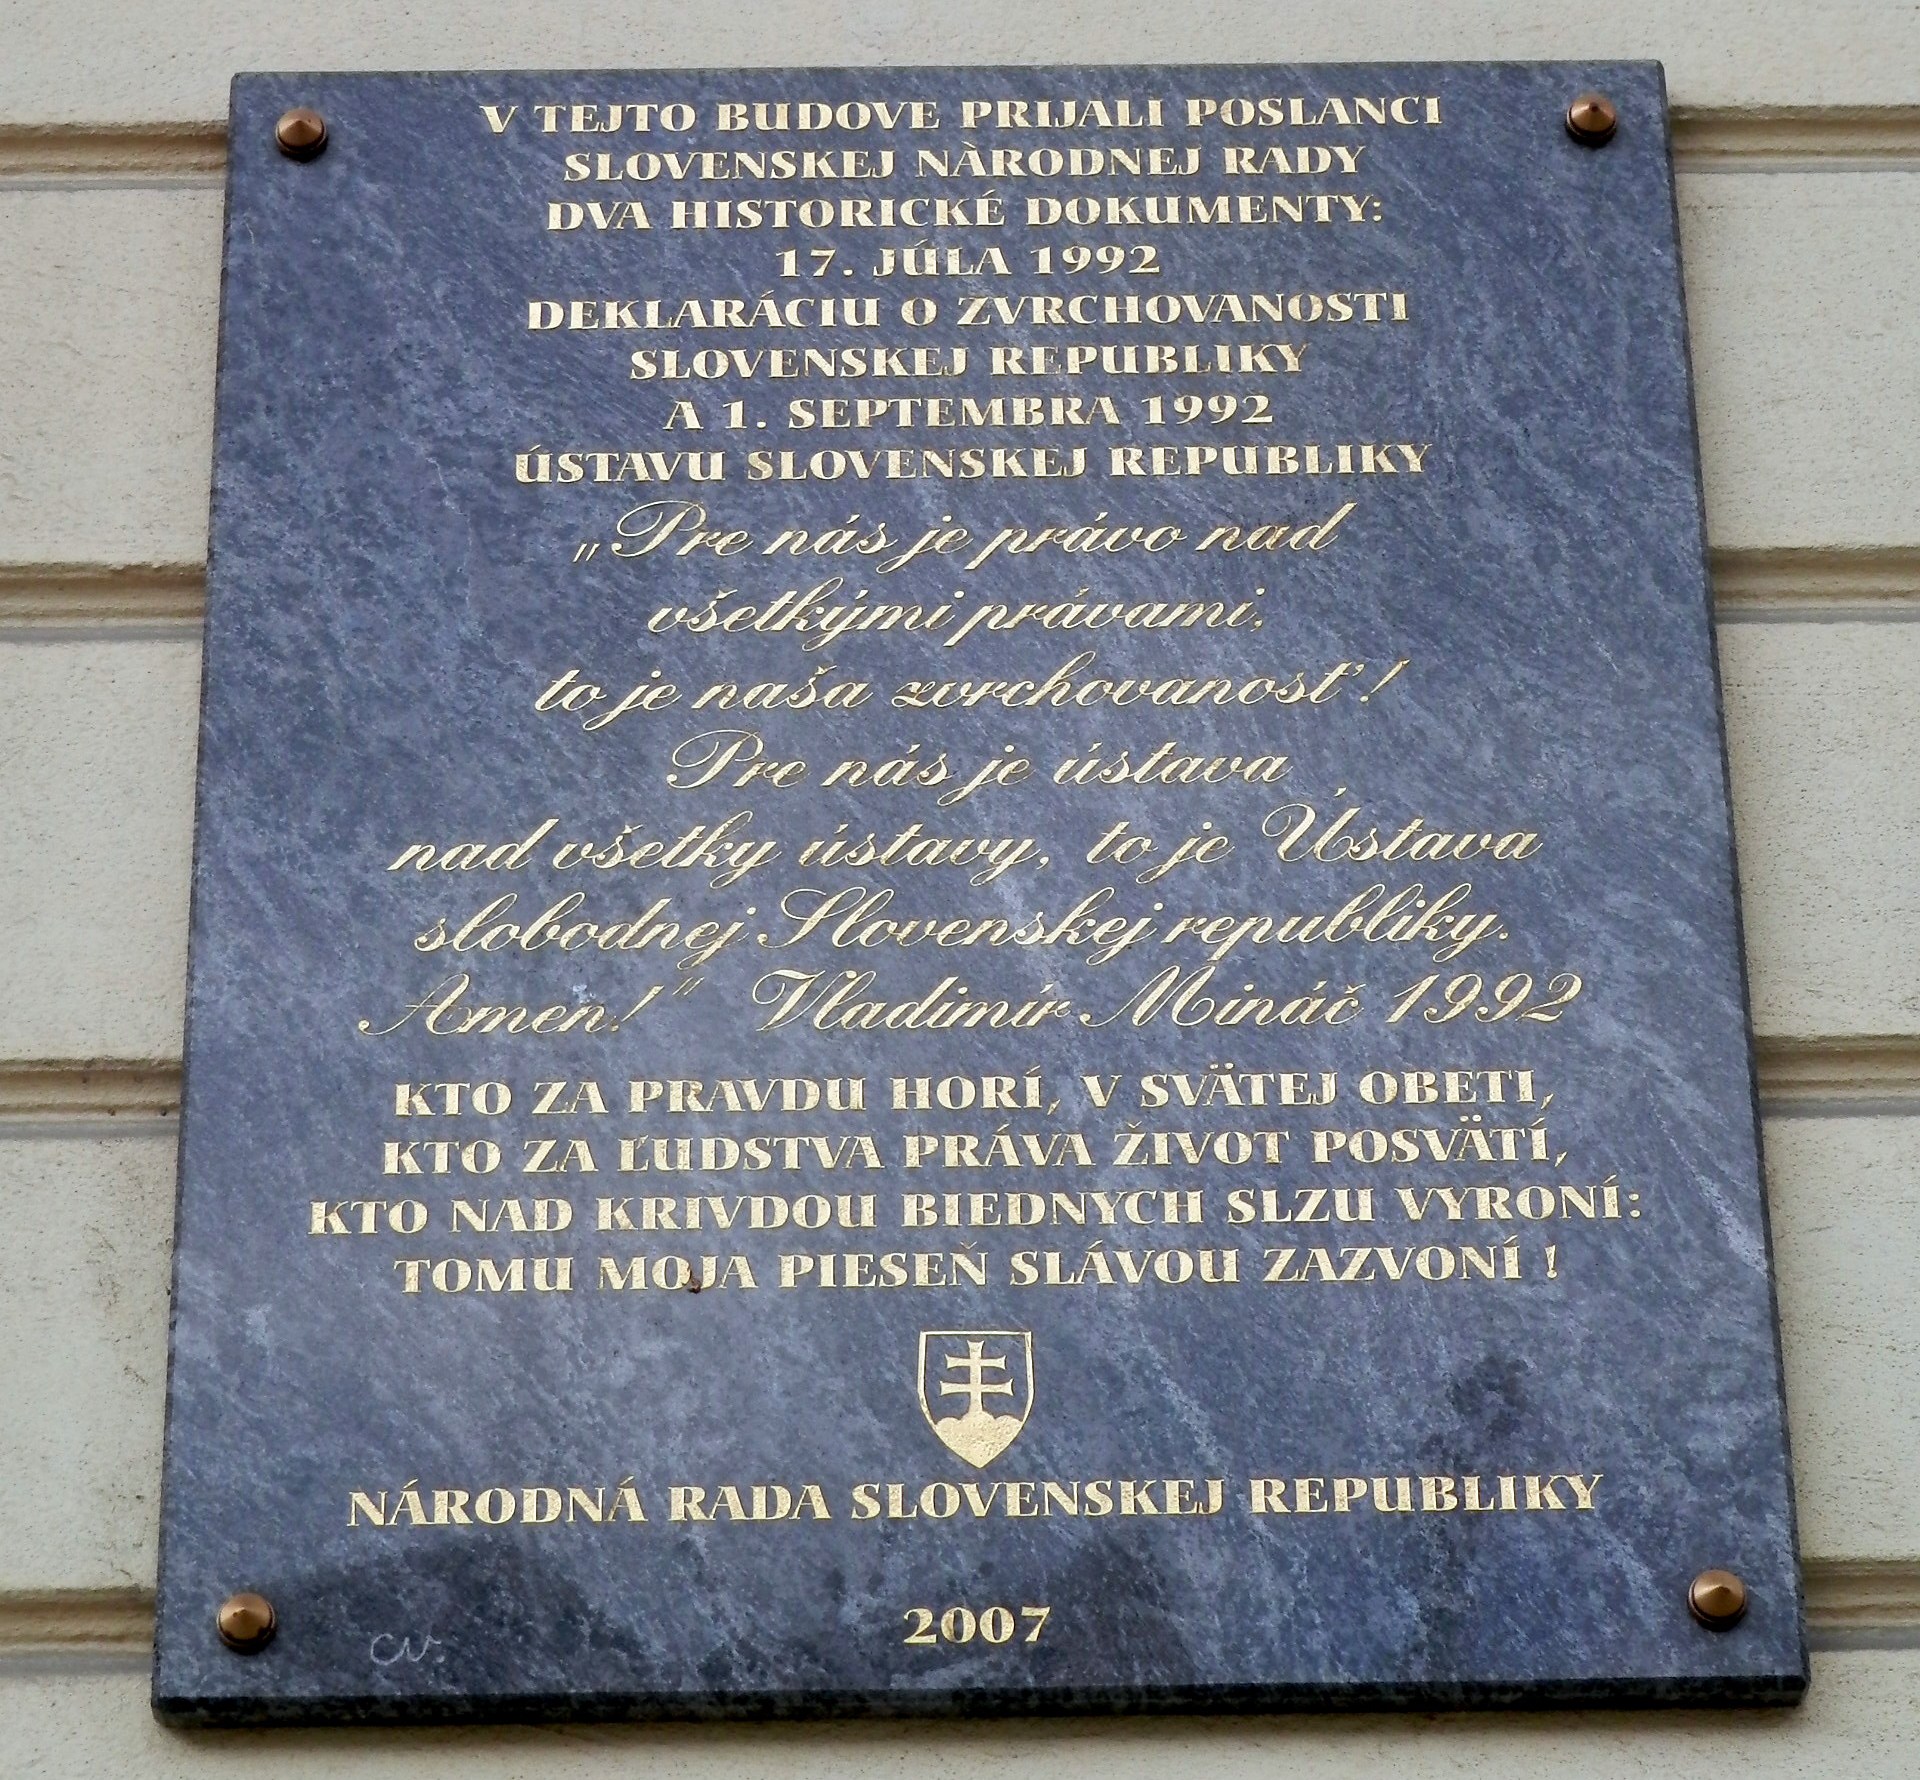 V TEJTO BUDOVE PRIJALI POSLANCI
SLOVENSKEJ NÀRODNEJ RADY
DVA HISTORICKÉ DOKUMENTY:
17. JÚLA 1992
DEKLARÁCIU O ZVRCHOVANOSTI
SLOVENSKEJ REPUBLIKY
A 1. SEPTEMBRA 1992
ÚSTAVU SLOVENSKEJ REPUBLIKY
„Pre nás je právo nad
všetkými právami,
to je naša zvrchovanosť!
Pre nás je ústava
nad všetky ústavy, to je Ústava
slobodnej Slovenskej republiky.
Amen!" Vladimír Mináč 1992
KTO ZA PRAVDU HORÍ, V SVÄTEJ OBETI,
KTO ZA ĽUDSTVA PRÁVA ŽIVOT POSVÄTÍ,
KTO NAD KRIVDOU BIEDNYCH SLZU VYRONÍ:
TOMU MOJA PIESEŇ SLÁVOU ZAZVONÍ !
NÁRODNÁ RADA SLOVENSKEJ REPUBLIKY
2007